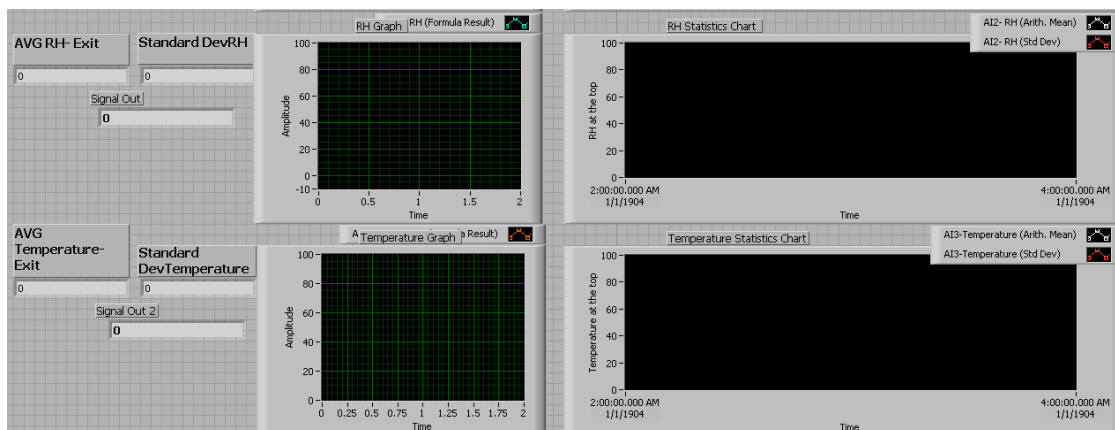 AVG RH- Exit
Standard DevRH
0
0
Signal Out
0
RH Graph
RH (Formula Result)
100
80
60
40
20
0
-10
Amplitude
0 0.5 1 1.5 2
Time
RH Statistics Chart
AI2- RH (Arith. Mean)
AI2- RH (Std Dev)
100
80
60
40
20
0
RH at the top
2:00:00.000 AM
1/1/1904
4:00:00.000 AM
1/1/1904
Time
AVG
Temperature-
Exit
Standard
DevTemperature
0
0
Signal Out 2
0
Temperature Graph
Result)
100
80
60
40
20
0
Amplitude
0 0.25 0.5 0.75 1 1.25 1.5 1.75 2
Time
Temperature Statistics Chart
AI3-Temperature (Arith. Mean)
AI3-Temperature (Std Dev)
100
80
60
40
20
0
Temperature at the top
2:00:00.000 AM
1/1/1904
4:00:00.000 AM
1/1/1904
Time